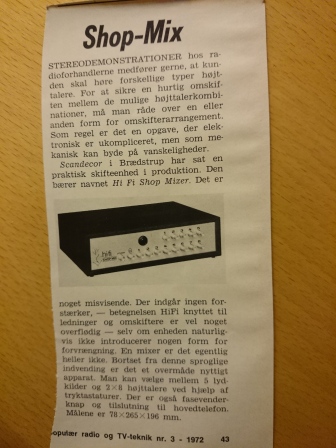 Shop-Mix
STEREODEMONSTRATIONER hos ra-
dioforhandlerne medfører gerne, at kun-
den skal høre forskellige typer højt-
talere. For at sikre en hurtig omskif-
ten mellem de mulige højttalerkombi-
nationer, må man råde over en eller
anden form for omskifterarrangement.
Som regel er det en opgave, der elek-
tronisk er ukompliceret, men som me-
kanisk kan byde på vanskeligheder.
Scandecor i Brædstrup har sat en
praktisk skifteenhed i produktion. Den
bærer navnet Hi Fi Shop Mizer. Det er
hifi
noget misvisende. Der indgår ingen for-
stærker, — betegnelsen HiFi knyttet til
ledninger og omskiftere er vel noget
overflødig — selv om enheden naturlig-
vis ikke introducerer nogen form for
forvrængning. En mixer er det egentlig
heller ikke. Bortset fra denne sproglige
indvending er det et overmåde nyttigt
apparat. Man kan vælge mellem 5 lyd-
kilder og 2×8 højttalere ved hjælp af
tryktastaturer. Der er også fasevender-
knap og tilslutning til hovedtelefon.
Målene er 78×265×196 mm.
opulær radio og TV-teknik nr. 3 - 1972 43